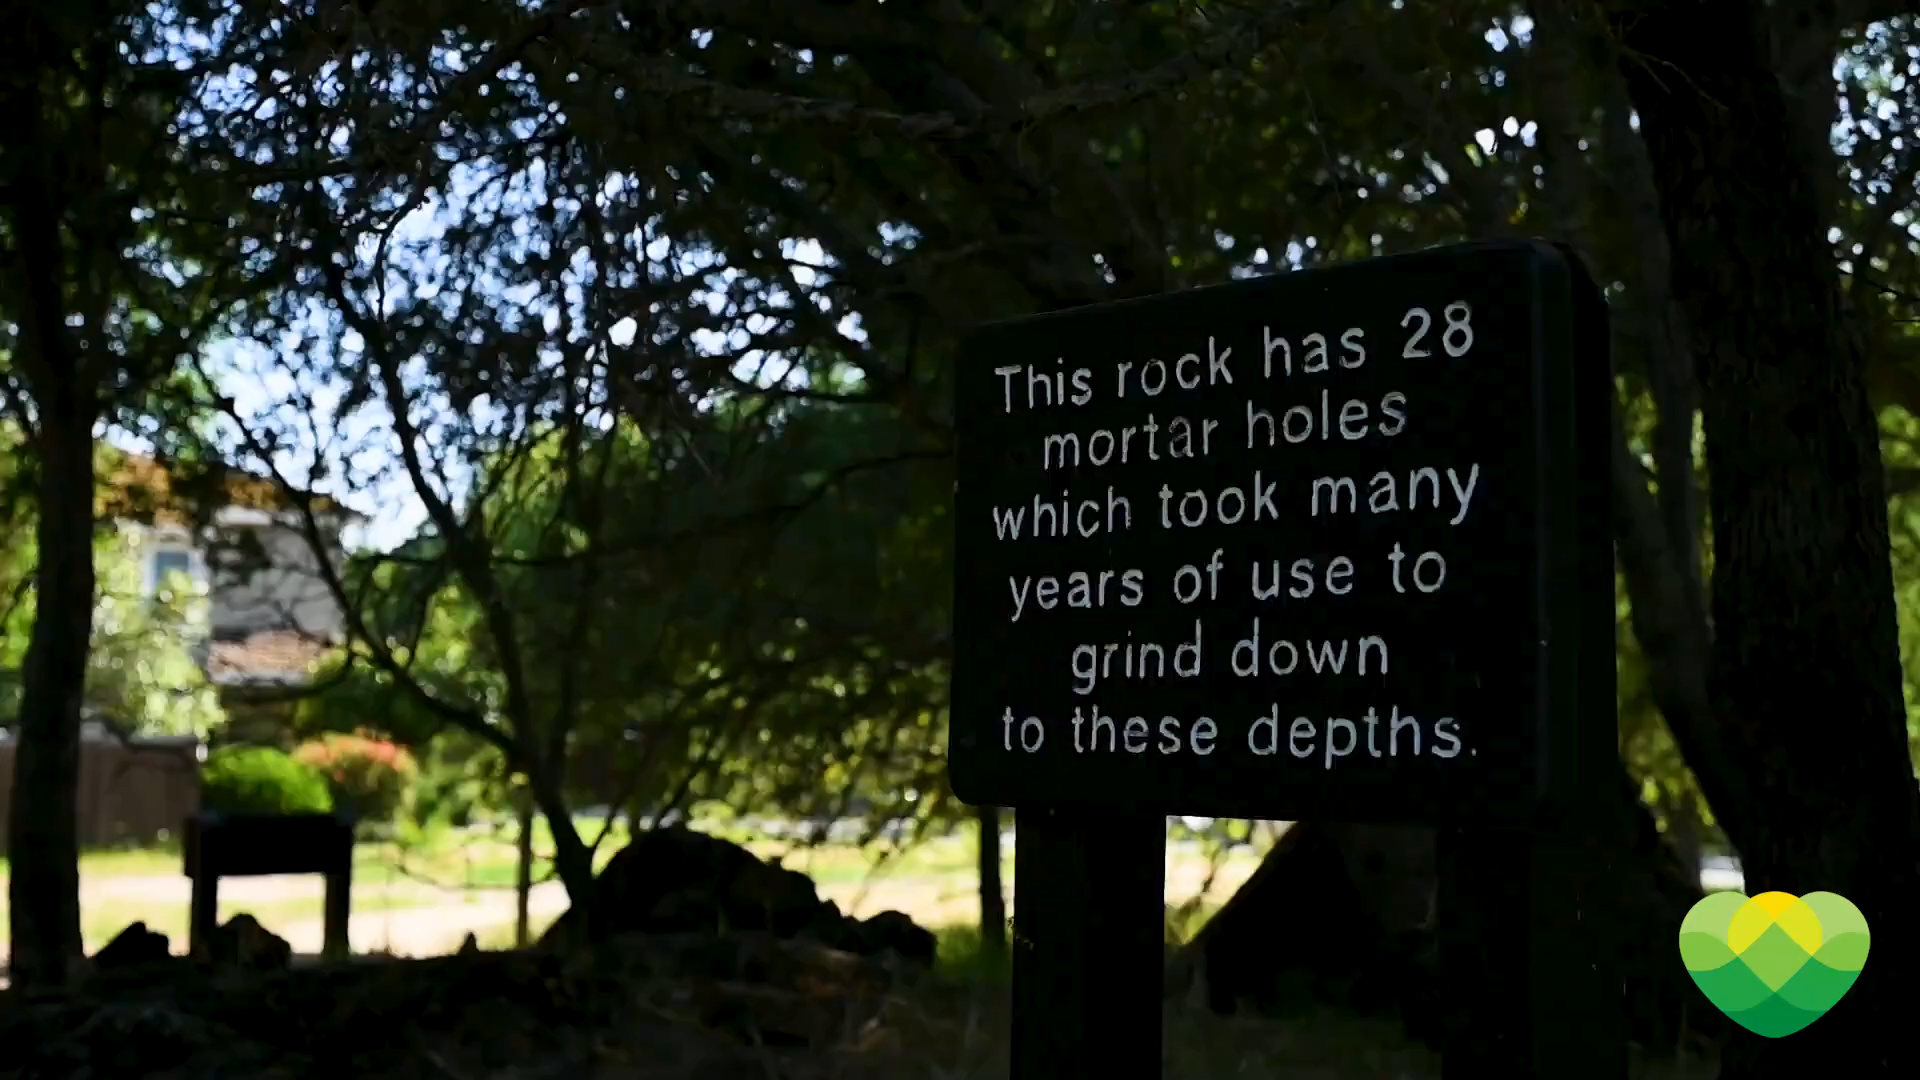 This rock has 28
mortar holes
which took many
years of use to
grind down
to these depths.